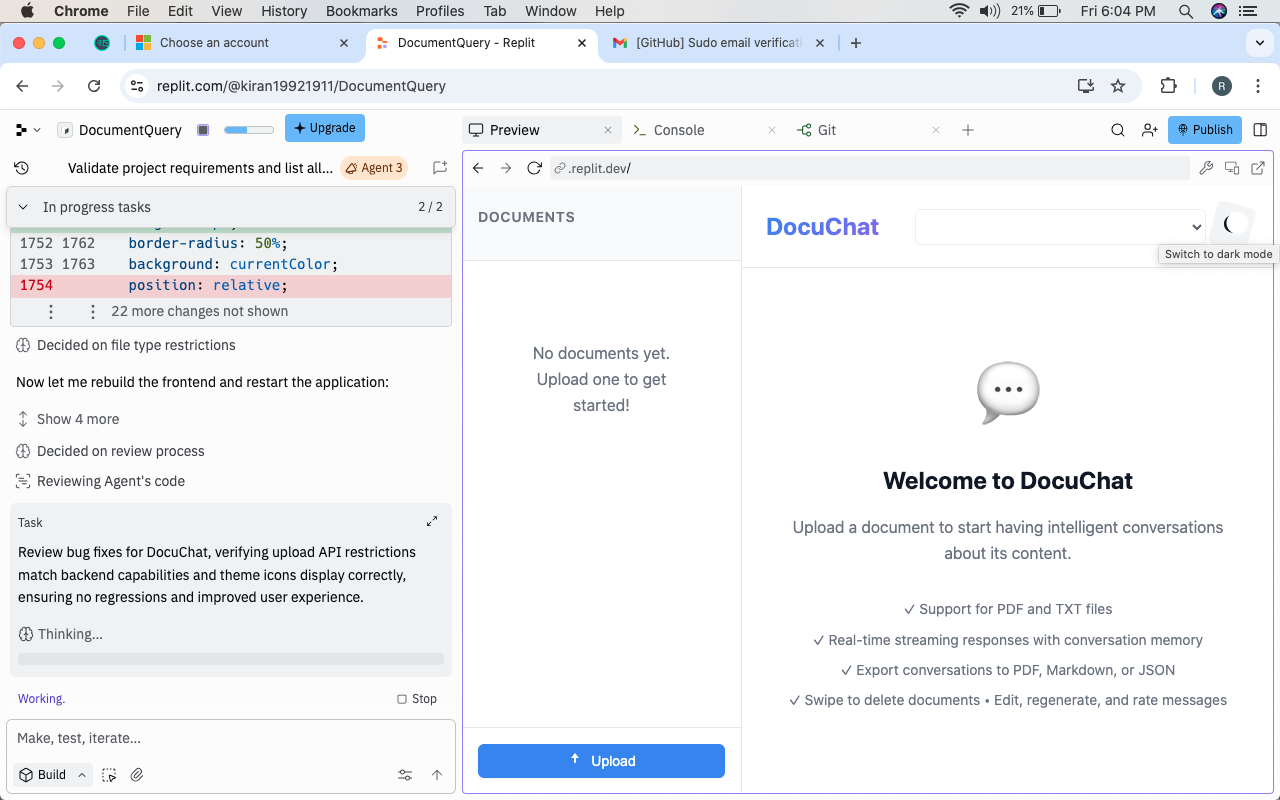 Chrome File Edit View History Bookmarks Profiles Tab Window Help 21% Fri 6:04 PM
Choose an account
DocumentQuery - Replit
[GitHub] Sudo email verificati
replit.com/@kiran19921911/DocumentQuery
R
DocumentQuery
Upgrade
Preview
Console
Git
Publish
Validate project requirements and list all...
Agent 3
.replit.dev/
In progress tasks
2 / 2
1752 1762 border-radius: 50%;
1753 1763 background: currentColor;
1754 position: relative;
22 more changes not shown
Decided on file type restrictions
Now let me rebuild the frontend and restart the application:
Show 4 more
Decided on review process
Reviewing Agent's code
Task
Review bug fixes for DocuChat, verifying upload API restrictions
match backend capabilities and theme icons display correctly,
ensuring no regressions and improved user experience.
Thinking...
Working.
Stop
Make, test, iterate...
Build
DOCUMENTS
No documents yet.
Upload one to get
started!
Upload
DocuChat
Switch to dark mode
Welcome to DocuChat
Upload a document to start having intelligent conversations
about its content.
✓ Support for PDF and TXT files
✓ Real-time streaming responses with conversation memory
✓ Export conversations to PDF, Markdown, or JSON
✓ Swipe to delete documents • Edit, regenerate, and rate messages